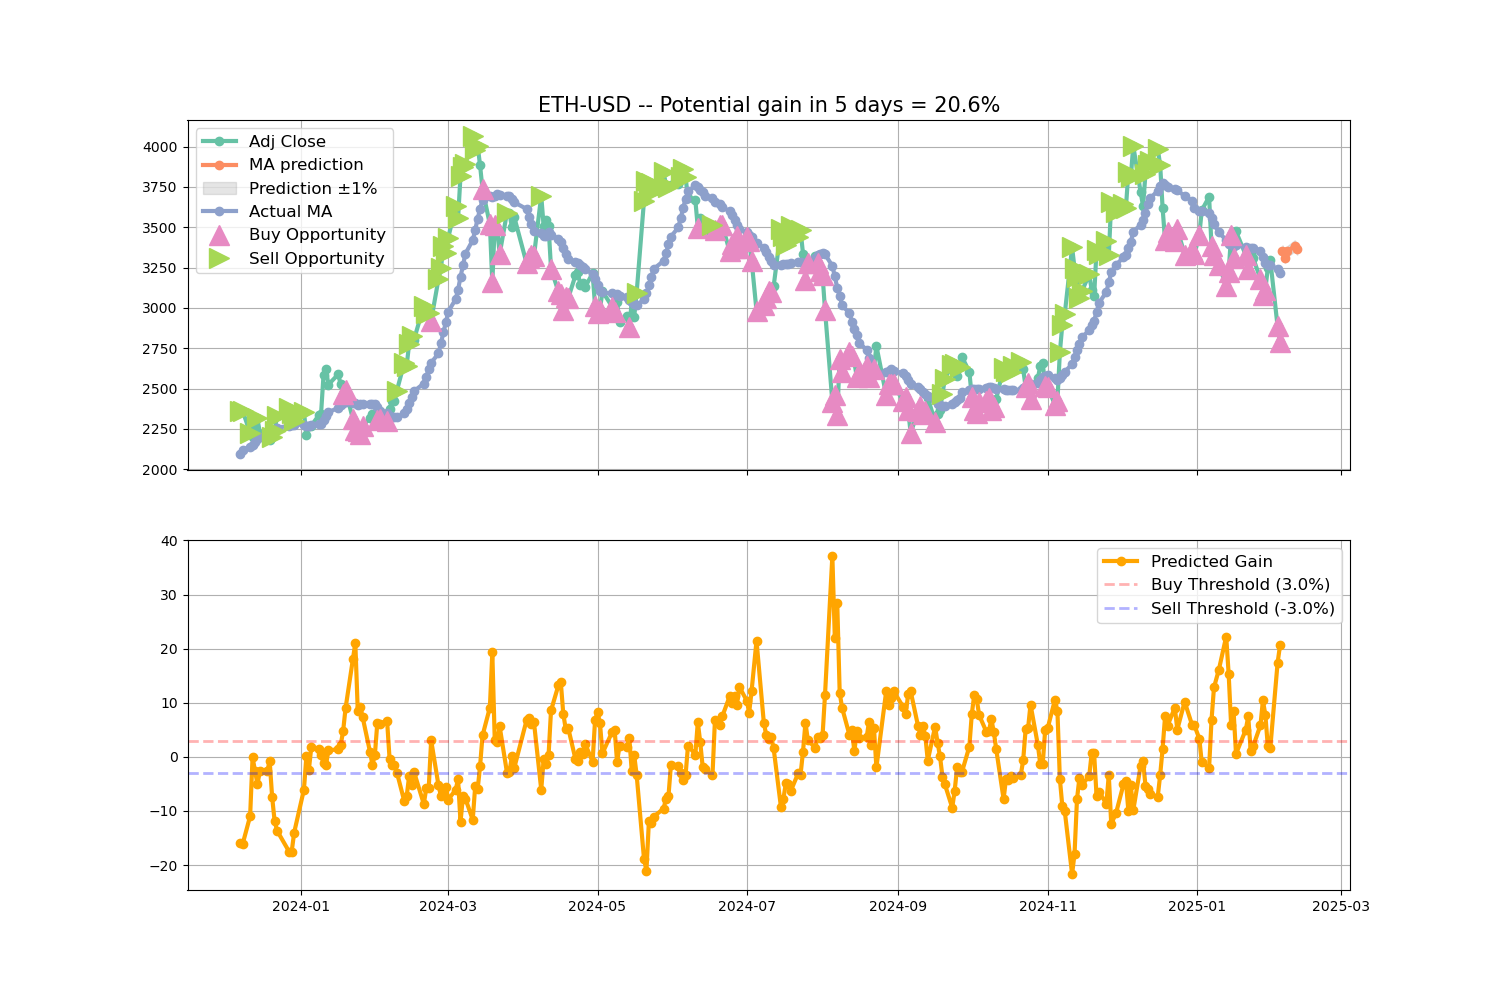 ETH-USD -- Potential gain in 5 days = 20.6%
4000
3750
3500
3250
3000
2750
2500
2250
2000
Adj Close
MA prediction
Prediction ±1%
Actual MA
Buy Opportunity
Sell Opportunity
40
30
20
10
0
−10
−20
Predicted Gain
Buy Threshold (3.0%)
Sell Threshold (-3.0%)
2024-01 2024-03 2024-05 2024-07 2024-09 2024-11 2025-01 2025-03